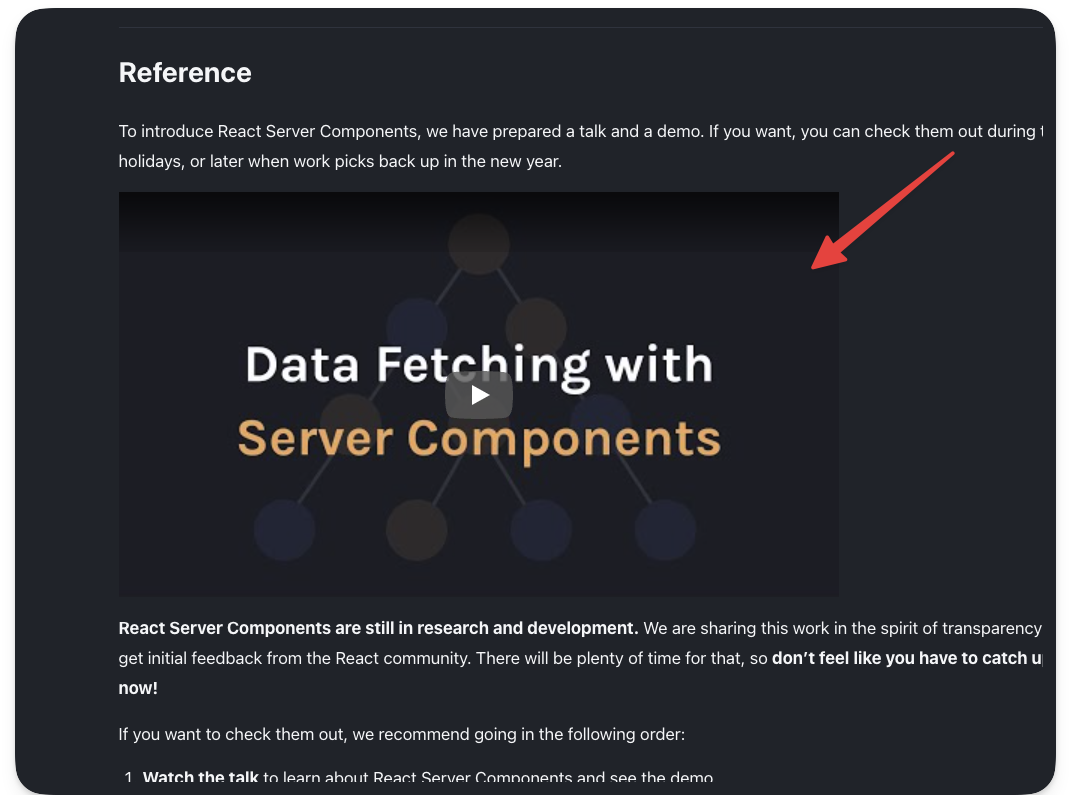 Reference
To introduce React Server Components, we have prepared a talk and a demo. If you want, you can check them out during
holidays, or later when work picks back up in the new year.
Data Fetching with
Server Components
React Server Components are still in research and development. We are sharing this work in the spirit of transparency
get initial feedback from the React community. There will be plenty of time for that, so don’t feel like you have to catch
now!
If you want to check them out, we recommend going in the following order:
1. Watch the talk to learn about React Server Components and see the demo.